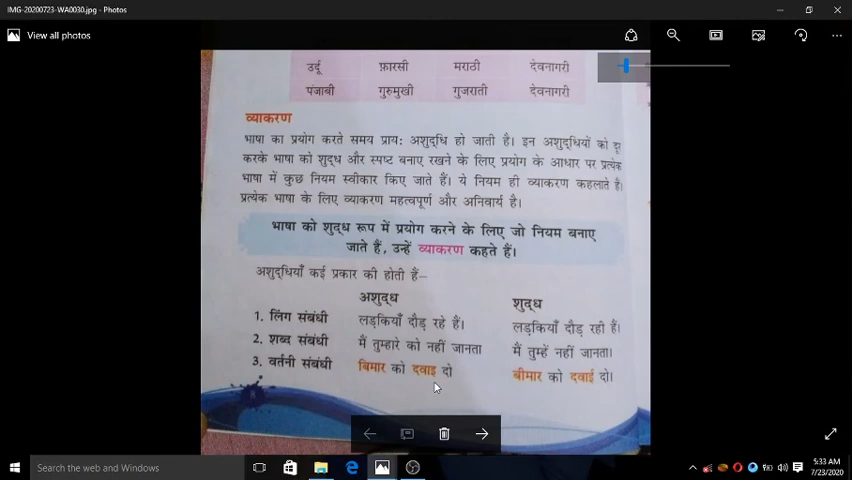 IMG-20200723-WA0030.jpg - Photos
View all photos
उर्दू फ़ारसी मराठी देवनागरी
पंजाबी गुरुमुखी गुजराती देवनागरी
व्याकरण
भाषा का प्रयोग करते समय प्राय: अशुद्धि हो जाती है। इन अशुद्धियों को दूर
करके भाषा को शुद्ध और स्पष्ट बनाए रखने के लिए प्रयोग के आधार पर प्रत्येक
भाषा में कुछ नियम स्वीकार किए जाते हैं। ये नियम ही व्याकरण कहलाते हैं।
प्रत्येक भाषा के लिए व्याकरण महत्वपूर्ण और अनिवार्य है।
भाषा को शुद्ध रूप में प्रयोग करने के लिए जो नियम बनाए
जाते हैं, उन्हें व्याकरण कहते हैं।
अशुद्धियाँ कई प्रकार की होती हैं–
अशुद्ध शुद्ध
1. लिंग संबंधी लड़कियाँ दौड़ रहे हैं। लड़कियाँ दौड़ रही हैं।
2. शब्द संबंधी मैं तुम्हारे को नहीं जानता मैं तुम्हें नहीं जानता।
3. वर्तनी संबंधी बिमार को दवाइ दो बीमार को दवाई दो।
8
Search the web and Windows
5:33 AM
7/23/2020